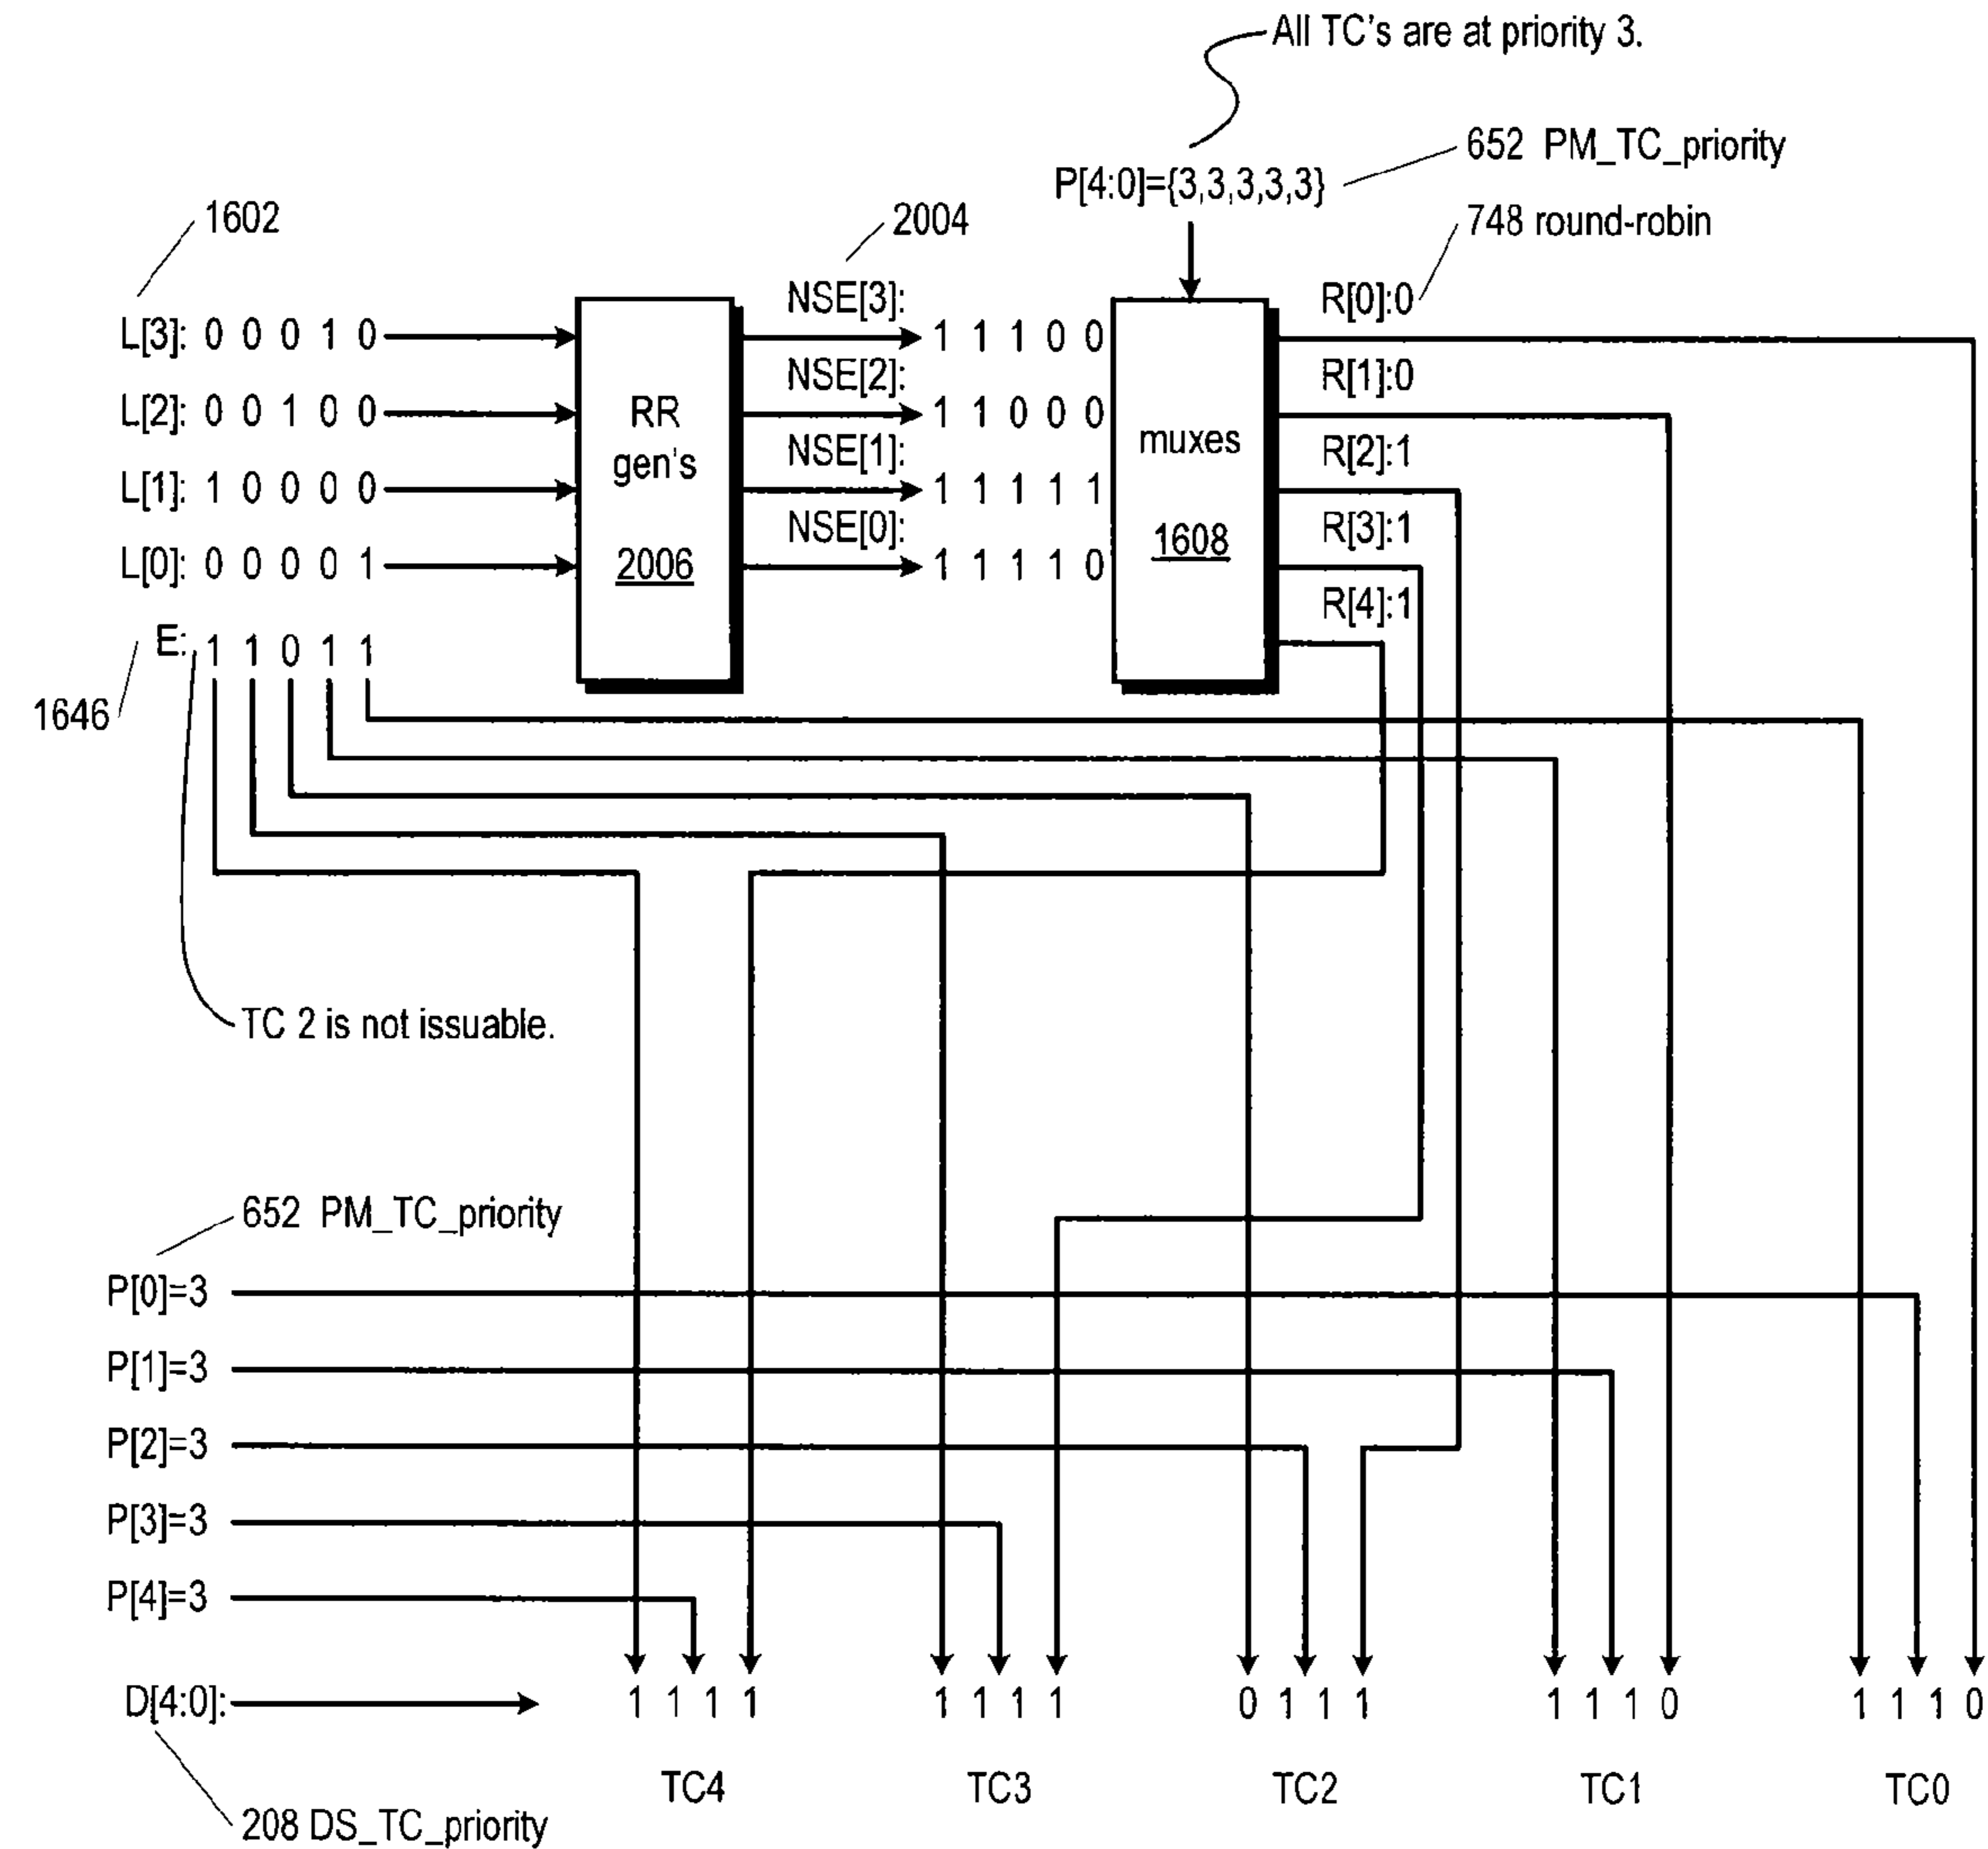 All TC's are at priority 3.
652 PM_TC_priority
P[4:0]={3,3,3,3,3}
1602
2004
748 round-robin
NSE[3]:
R[0]:0
L[3]: 0 0 0 1 0
1 1 1 0 0
NSE[2]:
R[1]:0
L[2]: 0 0 1 0 0
RR
gen's
2006
1 1 0 0 0
muxes
1608
NSE[1]:
R[2]:1
L[1]: 1 0 0 0 0
1 1 1 1 1
NSE[0]:
R[3]:1
L[0]: 0 0 0 0 1
1 1 1 1 0
R[4]:1
E: 1 1 0 1 1
1646
TC 2 is not issuable.
652 PM_TC_priority
P[0]=3
P[1]=3
P[2]=3
P[3]=3
P[4]=3
D[4:0]: 1 1 1 1 1 1 1 1 0 1 1 1 1 1 1 0 1 1 1 0
TC4 TC3 TC2 TC1 TC0
208 DS_TC_priority